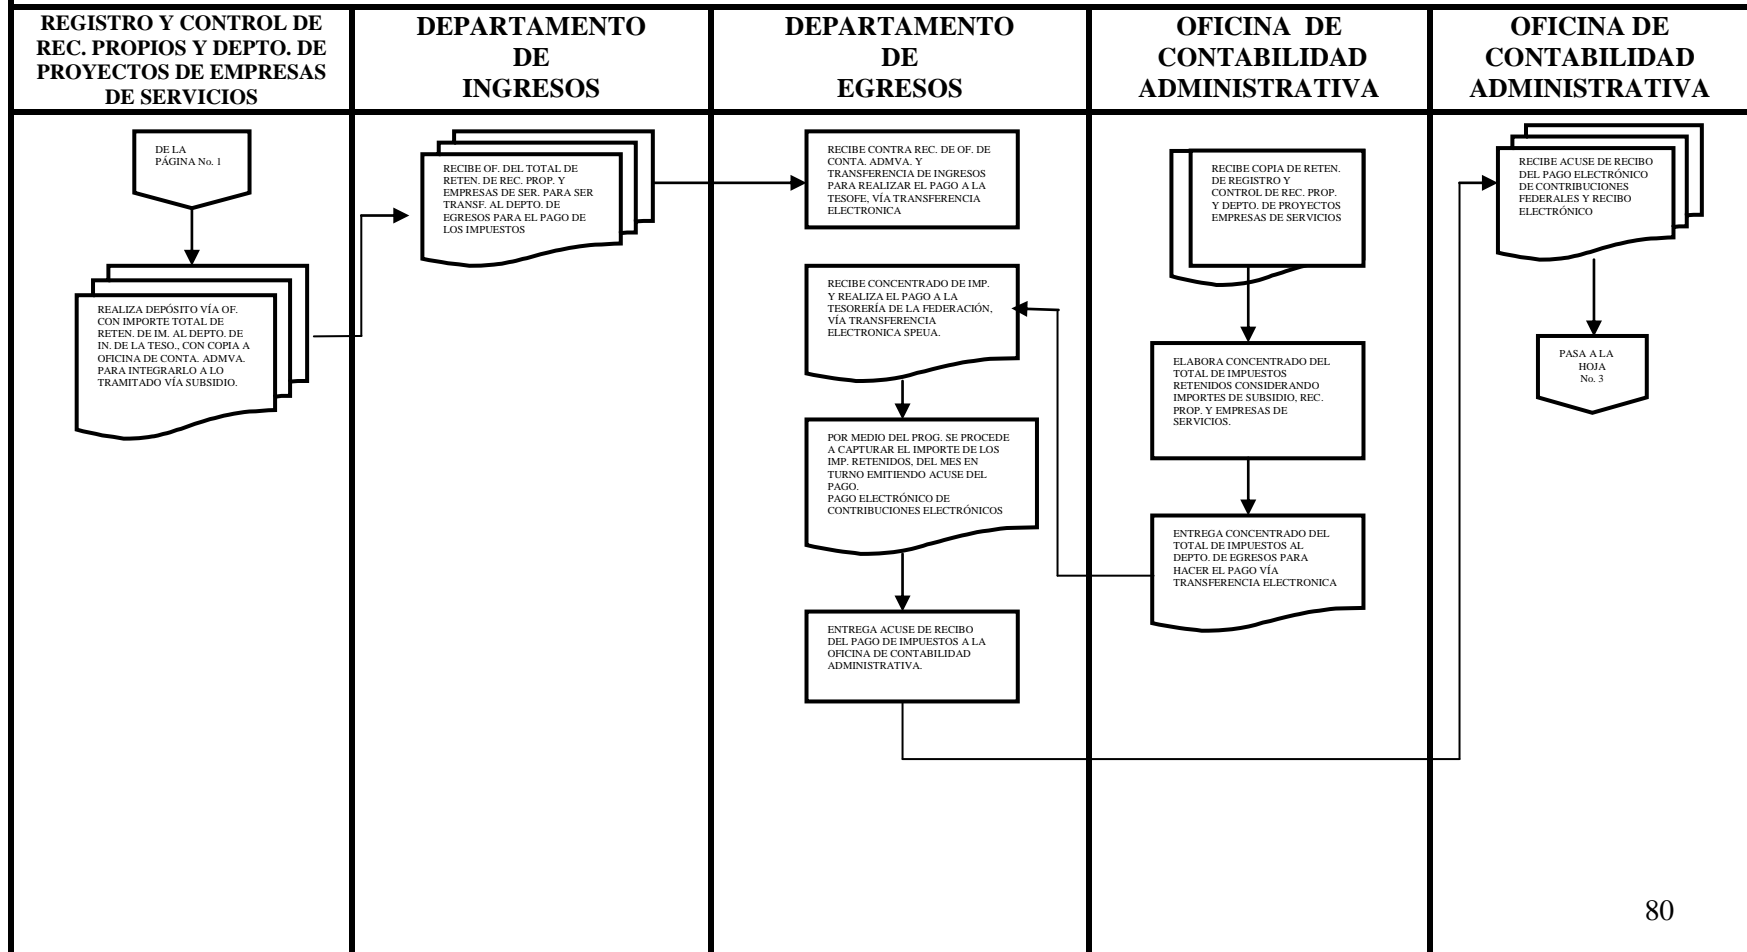 REGISTRO Y CONTROL DE
REC. PROPIOS Y DEPTO. DE
PROYECTOS DE EMPRESAS
DE SERVICIOS
DEPARTAMENTO
DE
INGRESOS
DEPARTAMENTO
DE
EGRESOS
OFICINA DE
CONTABILIDAD
ADMINISTRATIVA
OFICINA DE
CONTABILIDAD
ADMINISTRATIVA
DE LA
PÁGINA No. 1
REALIZA DEPÓSITO VÍA OF.
CON IMPORTE TOTAL DE
RETEN. DE IM. AL DEPTO. DE
IN. DE LA TESO., CON COPIA A
OFICINA DE CONTA. ADMVA.
PARA INTEGRARLO A LO
TRAMITADO VÍA SUBSIDIO.
RECIBE OF. DEL TOTAL DE
RETEN. DE REC. PROP. Y
EMPRESAS DE SER. PARA SER
TRANSF. AL DEPTO. DE
EGRESOS PARA EL PAGO DE
LOS IMPUESTOS
RECIBE CONTRA REC. DE OF. DE
CONTA. ADMVA. Y
TRANSFERENCIA DE INGRESOS
PARA REALIZAR EL PAGO A LA
TESOFE, VÍA TRANSFERENCIA
ELECTRONICA
RECIBE CONCENTRADO DE IMP.
Y REALIZA EL PAGO A LA
TESORERÍA DE LA FEDERACIÓN,
VÍA TRANSFERENCIA
ELECTRONICA SPEUA.
POR MEDIO DEL PROG. SE PROCEDE
A CAPTURAR EL IMPORTE DE LOS
IMP. RETENIDOS, DEL MES EN
TURNO EMITIENDO ACUSE DEL
PAGO.
PAGO ELECTRÓNICO DE
CONTRIBUCIONES ELECTRÓNICOS
ENTREGA ACUSE DE RECIBO
DEL PAGO DE IMPUESTOS A LA
OFICINA DE CONTABILIDAD
ADMINISTRATIVA.
RECIBE COPIA DE RETEN.
DE REGISTRO Y
CONTROL DE REC. PROP.
Y DEPTO. DE PROYECTOS
EMPRESAS DE SERVICIOS
ELABORA CONCENTRADO DEL
TOTAL DE IMPUESTOS
RETENIDOS CONSIDERANDO
IMPORTES DE SUBSIDIO, REC.
PROP. Y EMPRESAS DE
SERVICIOS.
ENTREGA CONCENTRADO DEL
TOTAL DE IMPUESTOS AL
DEPTO. DE EGRESOS PARA
HACER EL PAGO VÍA
TRANSFERENCIA ELECTRONICA
RECIBE ACUSE DE RECIBO
DEL PAGO ELECTRÓNICO
DE CONTRIBUCIONES
FEDERALES Y RECIBO
ELECTRÓNICO
PASA A LA
HOJA
No. 3
80